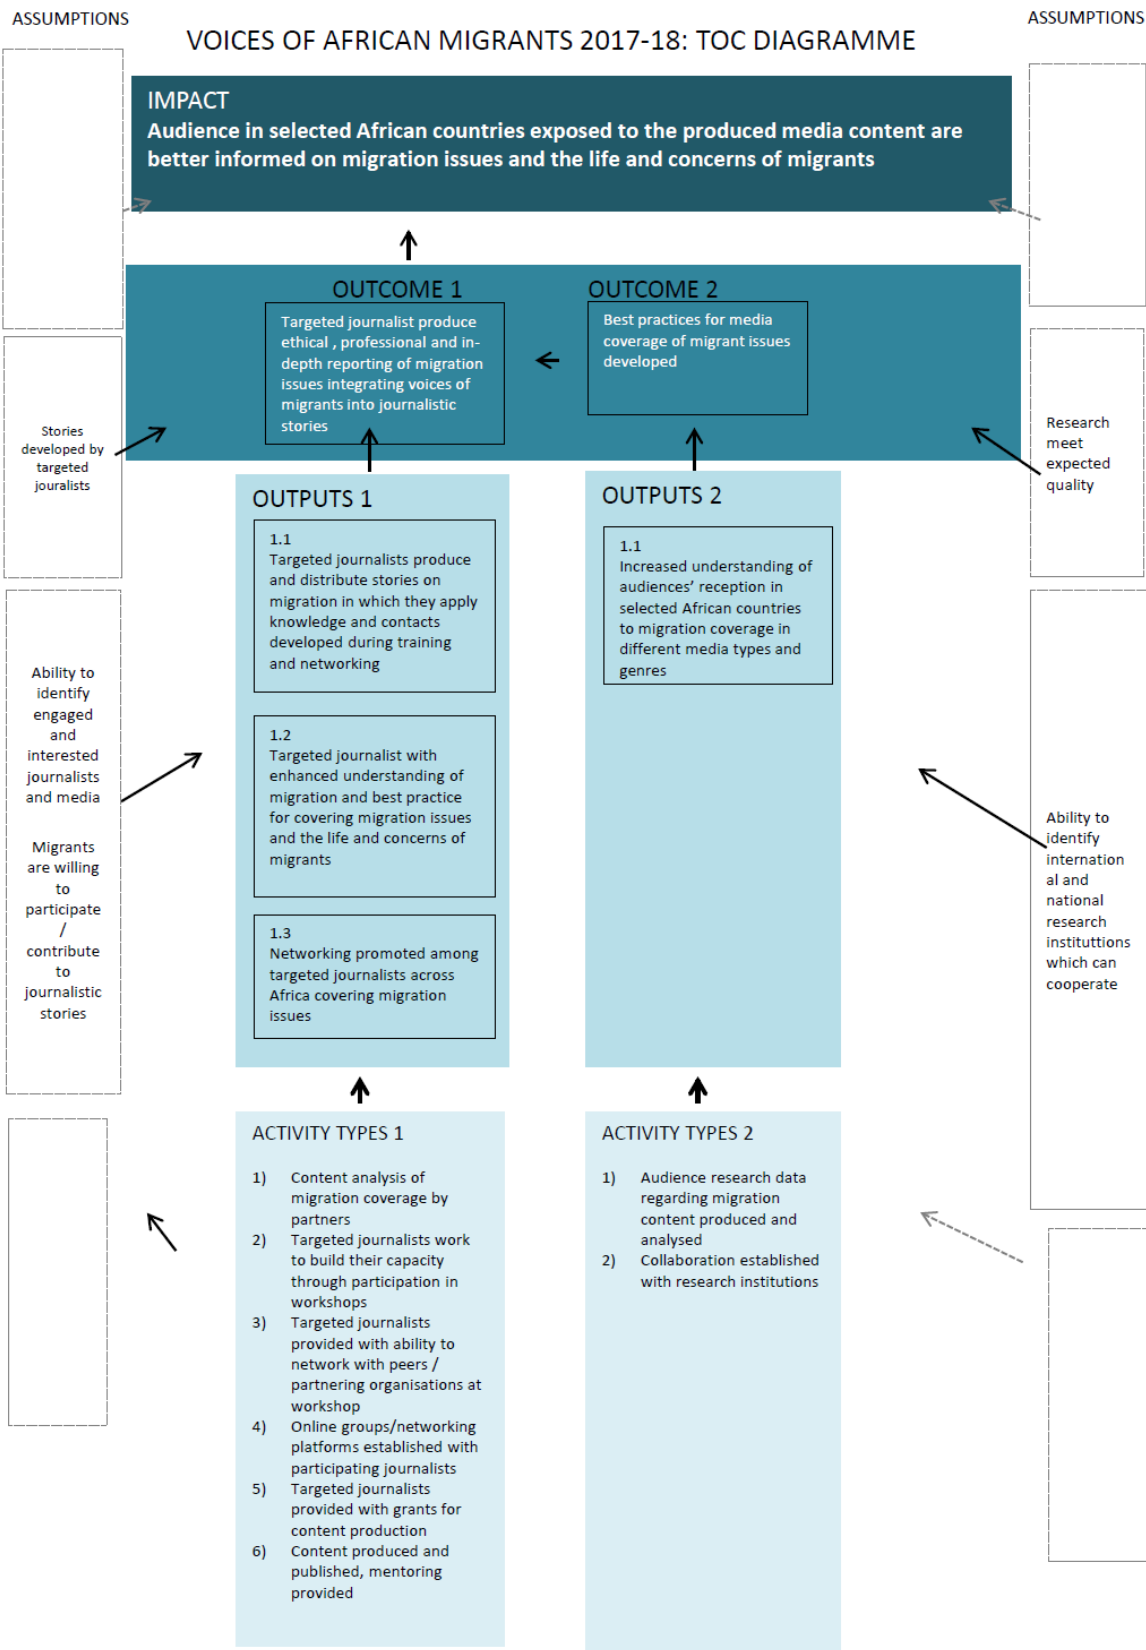 ASSUMPTIONS
ASSUMPTIONS
VOICES OF AFRICAN MIGRANTS 2017-18: TOC DIAGRAMME
IMPACT
Audience in selected African countries exposed to the produced media content are
better informed on migration issues and the life and concerns of migrants
OUTCOME 1
Targeted journalist produce
ethical , professional and in-
depth reporting of migration
issues integrating voices of
migrants into journalistic
stories
OUTCOME 2
Best practices for media
coverage of migrant issues
developed
Stories
developed by
targeted
jouralists
Research
meet
expected
quality
OUTPUTS 1
1.1
Targeted journalists produce
and distribute stories on
migration in which they apply
knowledge and contacts
developed during training
and networking
1.2
Targeted journalist with
enhanced understanding of
migration and best practice
for covering migration issues
and the life and concerns of
migrants
1.3
Networking promoted among
targeted journalists across
Africa covering migration
issues
OUTPUTS 2
1.1
Increased understanding of
audiences’ reception in
selected African countries
to migration coverage in
different media types and
genres
Ability to
identify
engaged
and
interested
journalists
and media
Migrants
are willing
to
participate
/
contribute
to
journalistic
stories
Ability to
identify
internation
al and
national
research
instituttions
which can
cooperate
ACTIVITY TYPES 1
1) Content analysis of
migration coverage by
partners
2) Targeted journalists work
to build their capacity
through participation in
workshops
3) Targeted journalists
provided with ability to
network with peers /
partnering organisations at
workshop
4) Online groups/networking
platforms established with
participating journalists
5) Targeted journalists
provided with grants for
content production
6) Content produced and
published, mentoring
provided
ACTIVITY TYPES 2
1) Audience research data
regarding migration
content produced and
analysed
2) Collaboration established
with research institutions